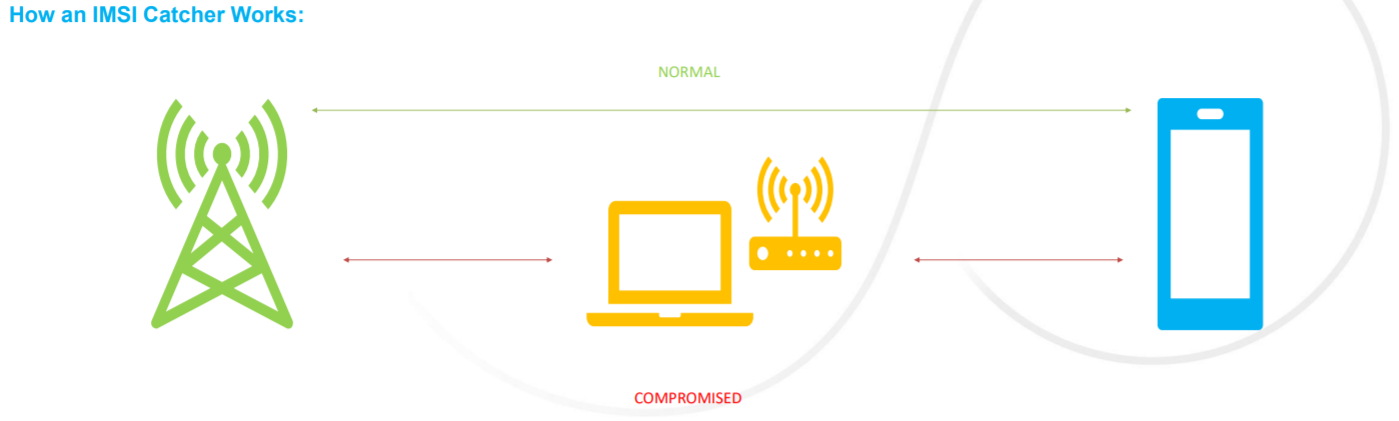 How an IMSI Catcher Works:
NORMAL
COMPROMISED